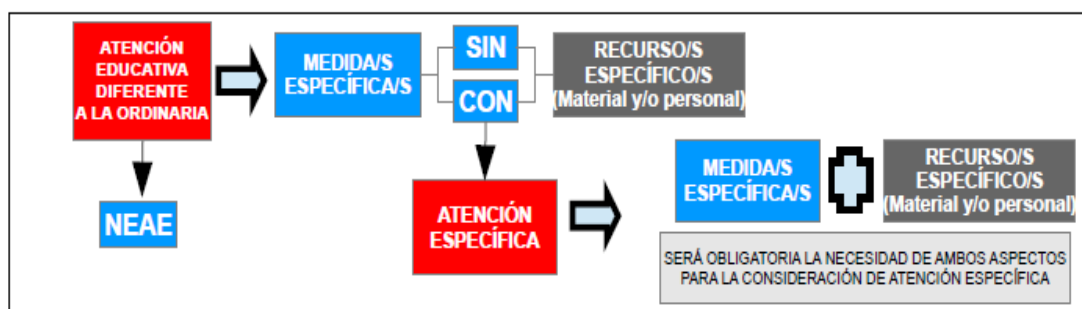 ATENCIÓN
EDUCATIVA
DIFERENTE
A LA ORDINARIA
MEDIDA/S
ESPECÍFICA/S
SIN
CON
RECURSO/S
ESPECÍFICO/S
(Material y/o personal)
NEAE
ATENCIÓN
ESPECÍFICA
MEDIDA/S
ESPECÍFICA/S
RECURSO/S
ESPECÍFICO/S
(Material y/o personal)
SERÁ OBLIGATORIA LA NECESIDAD DE AMBOS ASPECTOS
PARA LA CONSIDERACIÓN DE ATENCIÓN ESPECÍFICA